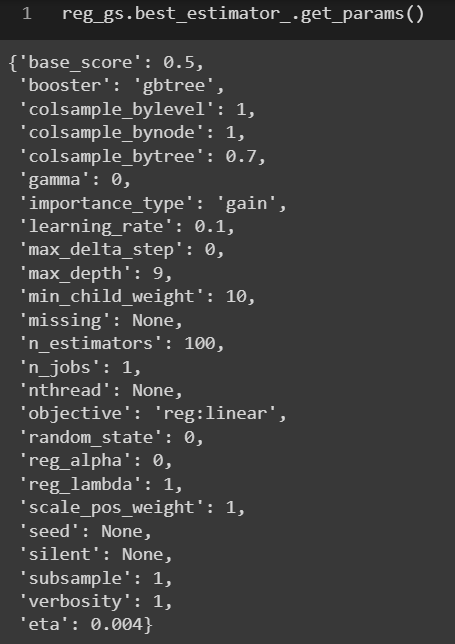 1 reg_gs.best_estimator_.get_params()
{'base_score': 0.5,
'booster': 'gbtree',
'colsample_bylevel': 1,
'colsample_bynode': 1,
'colsample_bytree': 0.7,
'gamma': 0,
'importance_type': 'gain',
'learning_rate': 0.1,
'max_delta_step': 0,
'max_depth': 9,
'min_child_weight': 10,
'missing': None,
'n_estimators': 100,
'n_jobs': 1,
'nthread': None,
'objective': 'reg:linear',
'random_state': 0,
'reg_alpha': 0,
'reg_lambda': 1,
'scale_pos_weight': 1,
'seed': None,
'silent': None,
'subsample': 1,
'verbosity': 1,
'eta': 0.004}